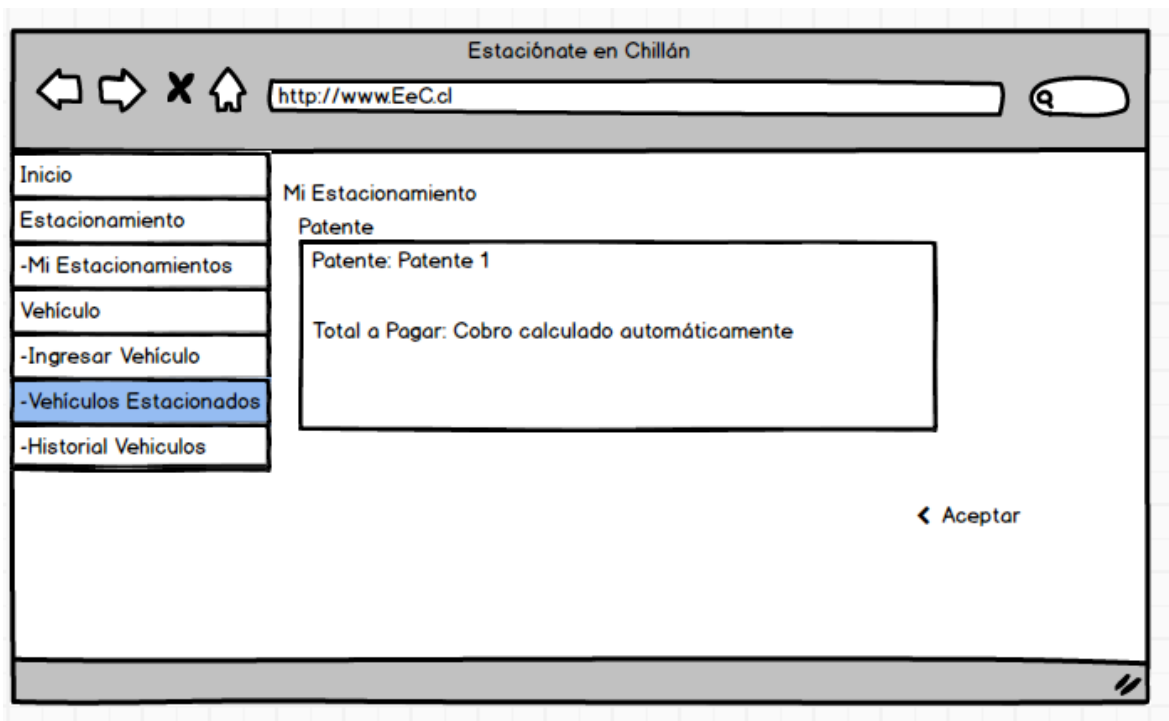 Estaciónate en Chillán
http://www.EeC.cl
Inicio
Estacionamiento
-Mi Estacionamientos
Vehículo
-Ingresar Vehículo
-Vehículos Estacionados
-Historial Vehiculos
Mi Estacionamiento
Patente
Patente: Patente 1
Total a Pagar: Cobro calculado automáticamente
Aceptar